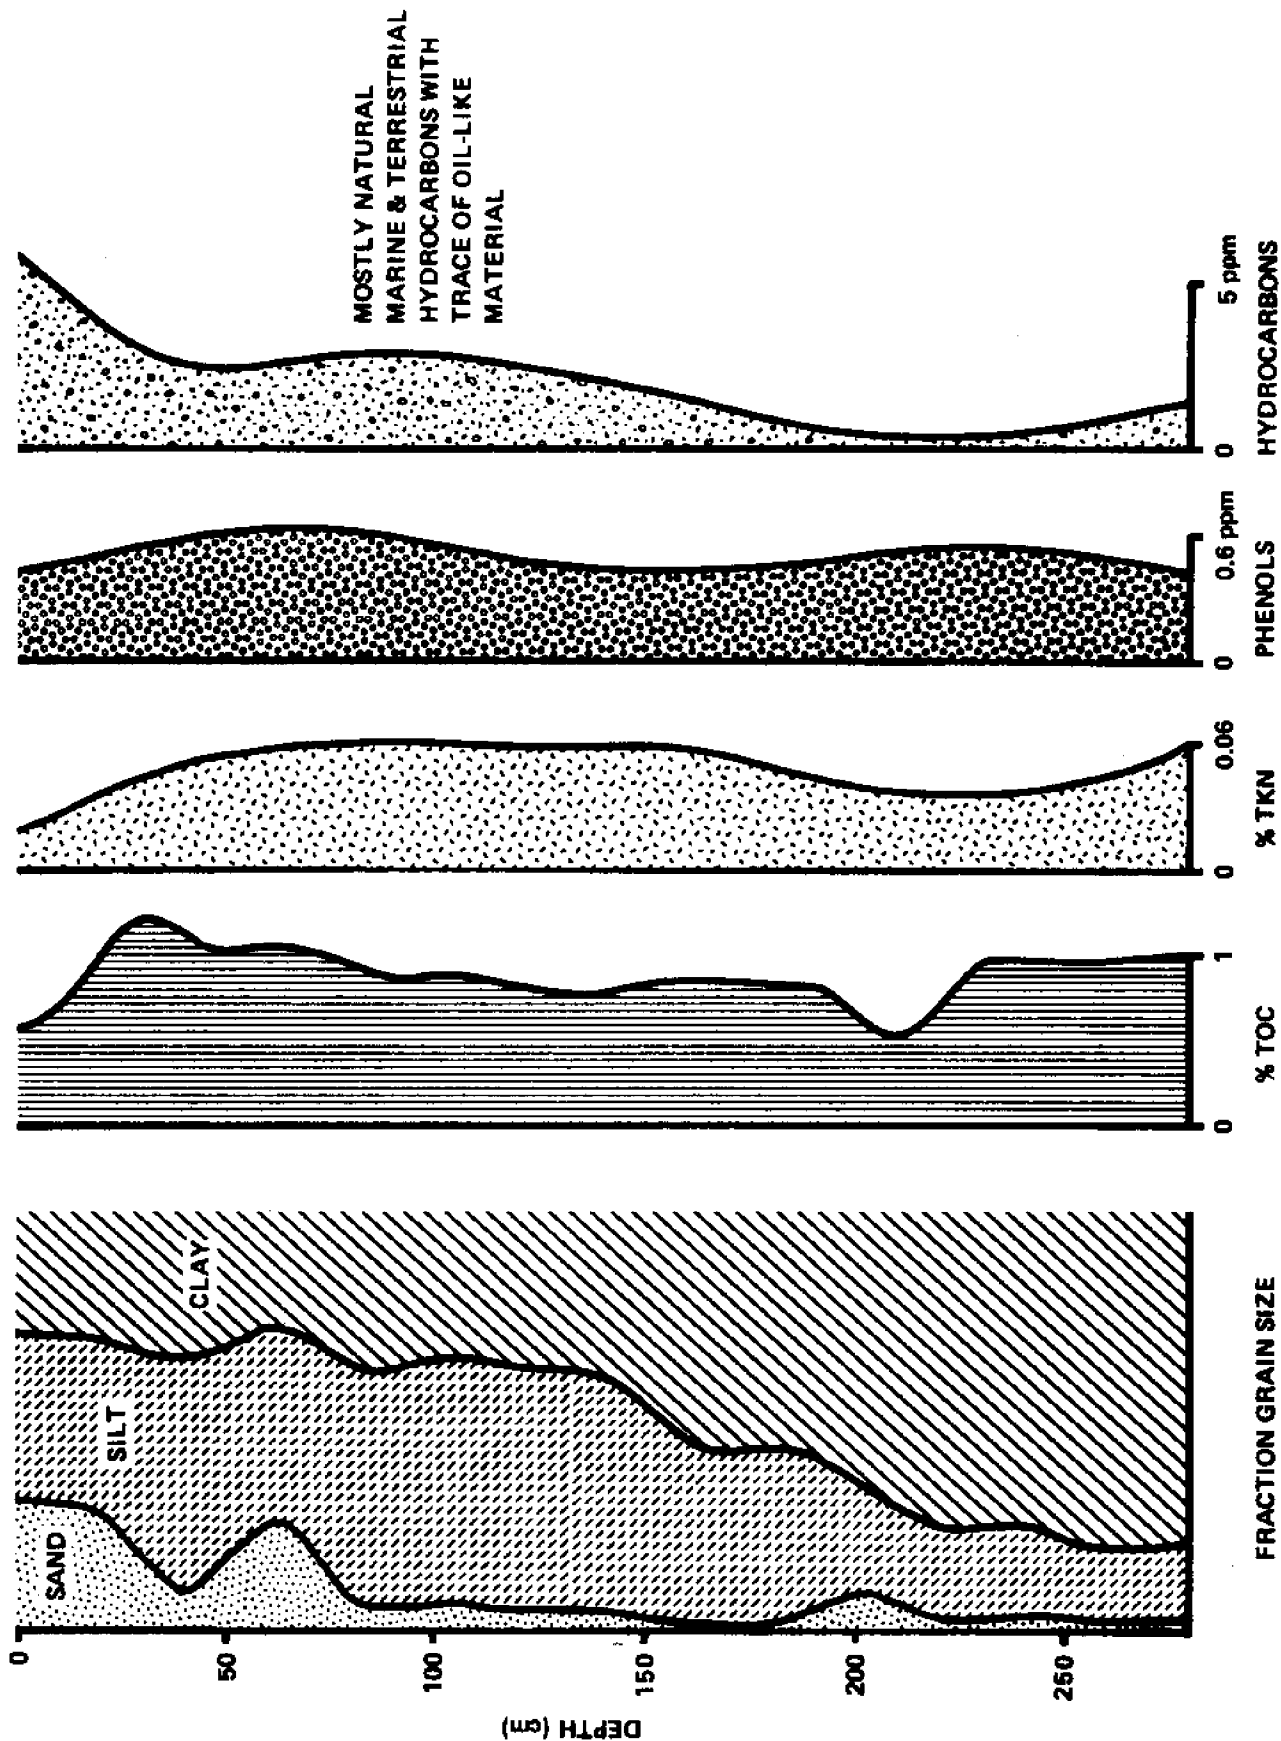 0
50
100
150
200
250
DEPTH (cm)
SAND
SILT
CLAY
FRACTION GRAIN SIZE
0
1
% TOC
0
0.06
% TKN
0
0.6 ppm
PHENOLS
0
5 ppm
HYDROCARBONS
MOSTLY NATURAL
MARINE & TERRESTRIAL
HYDROCARBONS WITH
TRACE OF OIL-LIKE
MATERIAL